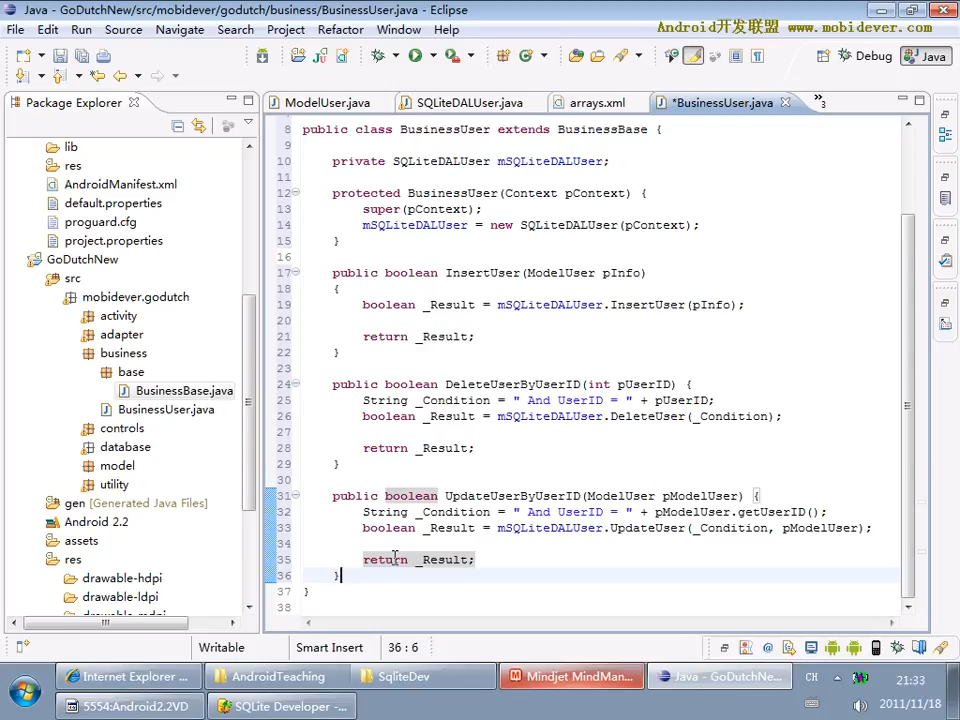 Java - GoDutchNew/src/mobidever/godutch/business/BusinessUser.java - Eclipse
File Edit Source Navigate Search Project Refactor Window Help
Android开发联盟 www.mobidever.com
Debug Java
Package Explorer
ModelUser.java SQLiteDALUser.java arrays.xml *BusinessUser.java »3
lib
res
AndroidManifest.xml
default.properties
proguard.cfg
project.properties
GoDutchNew
src
mobidever.godutch
activity
adapter
business
base
BusinessBase.java
BusinessUser.java
controls
database
model
utility
gen [Generated Java Files]
Android 2.2
assets
res
drawable-hdpi
drawable-ldpi
8 public class BusinessUser extends BusinessBase {
9
10 private SQLiteDALUser mSQLiteDALUser;
11
12 protected BusinessUser(Context pContext) {
13 super(pContext);
14 mSQLiteDALUser = new SQLiteDALUser(pContext);
15 }
16
17 public boolean InsertUser(ModelUser pInfo)
18 {
19 boolean _Result = mSQLiteDALUser.InsertUser(pInfo);
20
21 return _Result;
22 }
23
24 public boolean DeleteUserByUserID(int pUserID) {
25 String _Condition = " And UserID = " + pUserID;
26 boolean _Result = mSQLiteDALUser.DeleteUser(_Condition);
27
28 return _Result;
29 }
30
31 public boolean UpdateUserByUserID(ModelUser pModelUser) {
32 String _Condition = " And UserID = " + pModelUser.getUserID();
33 boolean _Result = mSQLiteDALUser.UpdateUser(_Condition, pModelUser);
34
35 return _Result;
36 }
37 }
38
Writable Smart Insert 36 : 6
Internet Explorer ... AndroidTeaching SqliteDev Mindjet MindMan... Java - GoDutchNe... CH 21:33
5554:Android2.2VD SQLite Developer - ... 2011/11/18